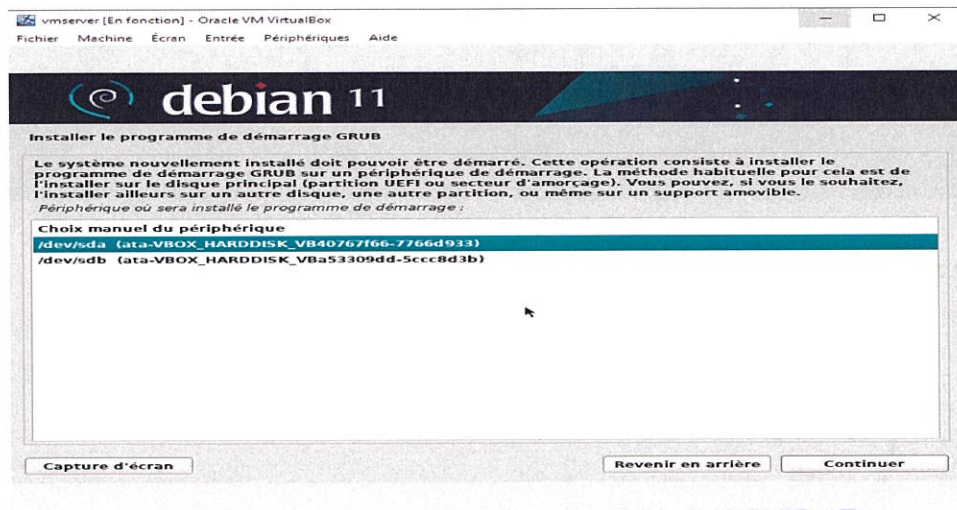 vmserver [En fonction] - Oracle VM VirtualBox
Fichier Machine Écran Entrée Périphériques Aide
debian 11
Installer le programme de démarrage GRUB
Le système nouvellement installé doit pouvoir être démarré. Cette opération consiste à installer le
programme de démarrage GRUB sur un périphérique de démarrage. La méthode habituelle pour cela est de
l'installer sur le disque principal (partition UEFI ou secteur d'amorçage). Vous pouvez, si vous le souhaitez,
l'installer ailleurs sur un autre disque, une autre partition, ou même sur un support amovible.
Périphérique où sera installé le programme de démarrage :
Choix manuel du périphérique
/dev/sda (ata-VBOX_HARDDISK_VB40767f66-7766d933)
/dev/sdb (ata-VBOX_HARDDISK_VBa53309dd-5ccc8d3b)
Capture d'écran
Revenir en arrière
Continuer